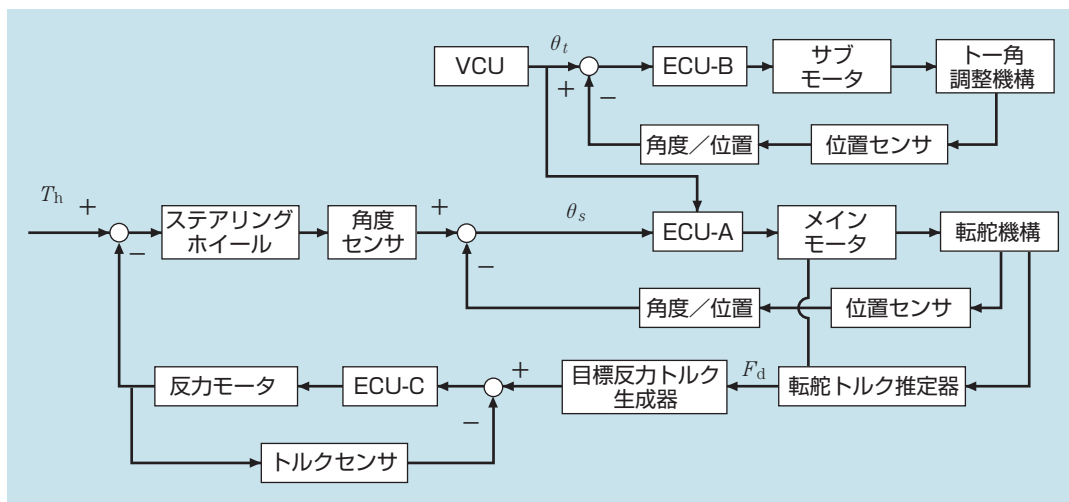 θt
VCU
ECU-B
サブ
モータ
トー角
調整機構
+
−
角度／位置
位置センサ
Th
+
ステアリング
ホイール
角度
センサ
+
θs
ECU-A
メイン
モータ
転舵機構
−
−
角度／位置
位置センサ
反力モータ
ECU-C
+
目標反力トルク
生成器
Fd
転舵トルク推定器
−
トルクセンサ